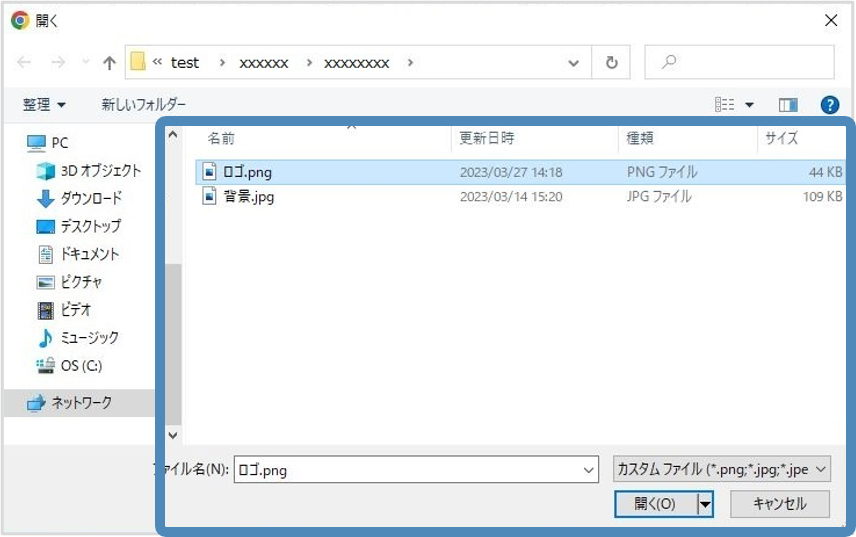 開く
« test › xxxxxx › xxxxxxxx ›
整理 新しいフォルダー
PC
3D オブジェクト
ダウンロード
デスクトップ
ドキュメント
ピクチャ
ビデオ
ミュージック
OS (C:)
ネットワーク
名前 更新日時 種類 サイズ
ロゴ.png 2023/03/27 14:18 PNG ファイル 44 KB
背景.jpg 2023/03/14 15:20 JPG ファイル 109 KB
ファイル名(N): ロゴ.png カスタム ファイル (*.png;*.jpg;*.jpe
開く(O) キャンセル